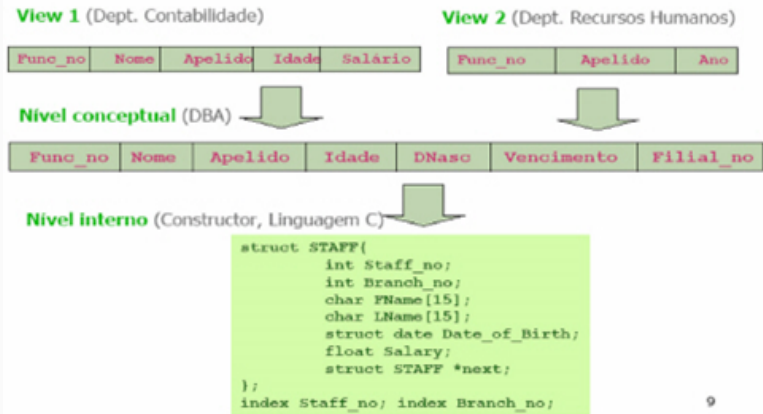 View 1 (Dept. Contabilidade)
View 2 (Dept. Recursos Humanos)
Func_no Nome Apelido Idade Salário
Func_no Apelido Ano
Nível conceptual (DBA)
Func_no Nome Apelido Idade DNasc Vencimento Filial_no
Nível interno (Constructor, Linguagem C)
struct STAFF{
int Staff_no;
int Branch_no;
char FName[15];
char LName[15];
struct date Date_of_Birth;
float Salary;
struct STAFF *next;
};
index Staff_no; index Branch_no;
9